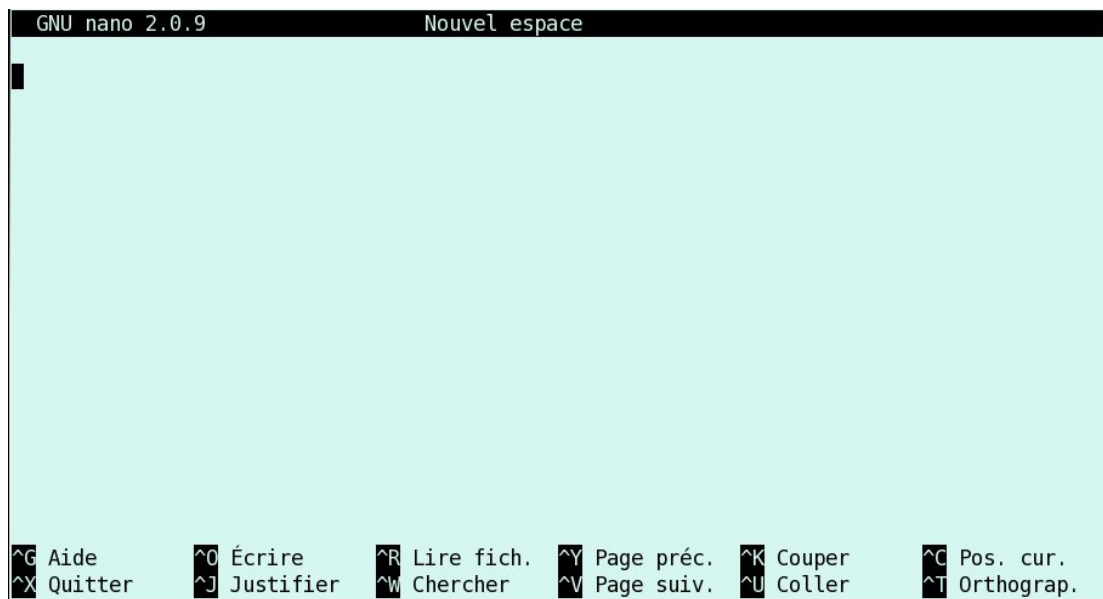 GNU nano 2.0.9 Nouvel espace
^G Aide ^O Écrire ^R Lire fich. ^Y Page préc. ^K Couper ^C Pos. cur.
^X Quitter ^J Justifier ^W Chercher ^V Page suiv. ^U Coller ^T Orthograp.